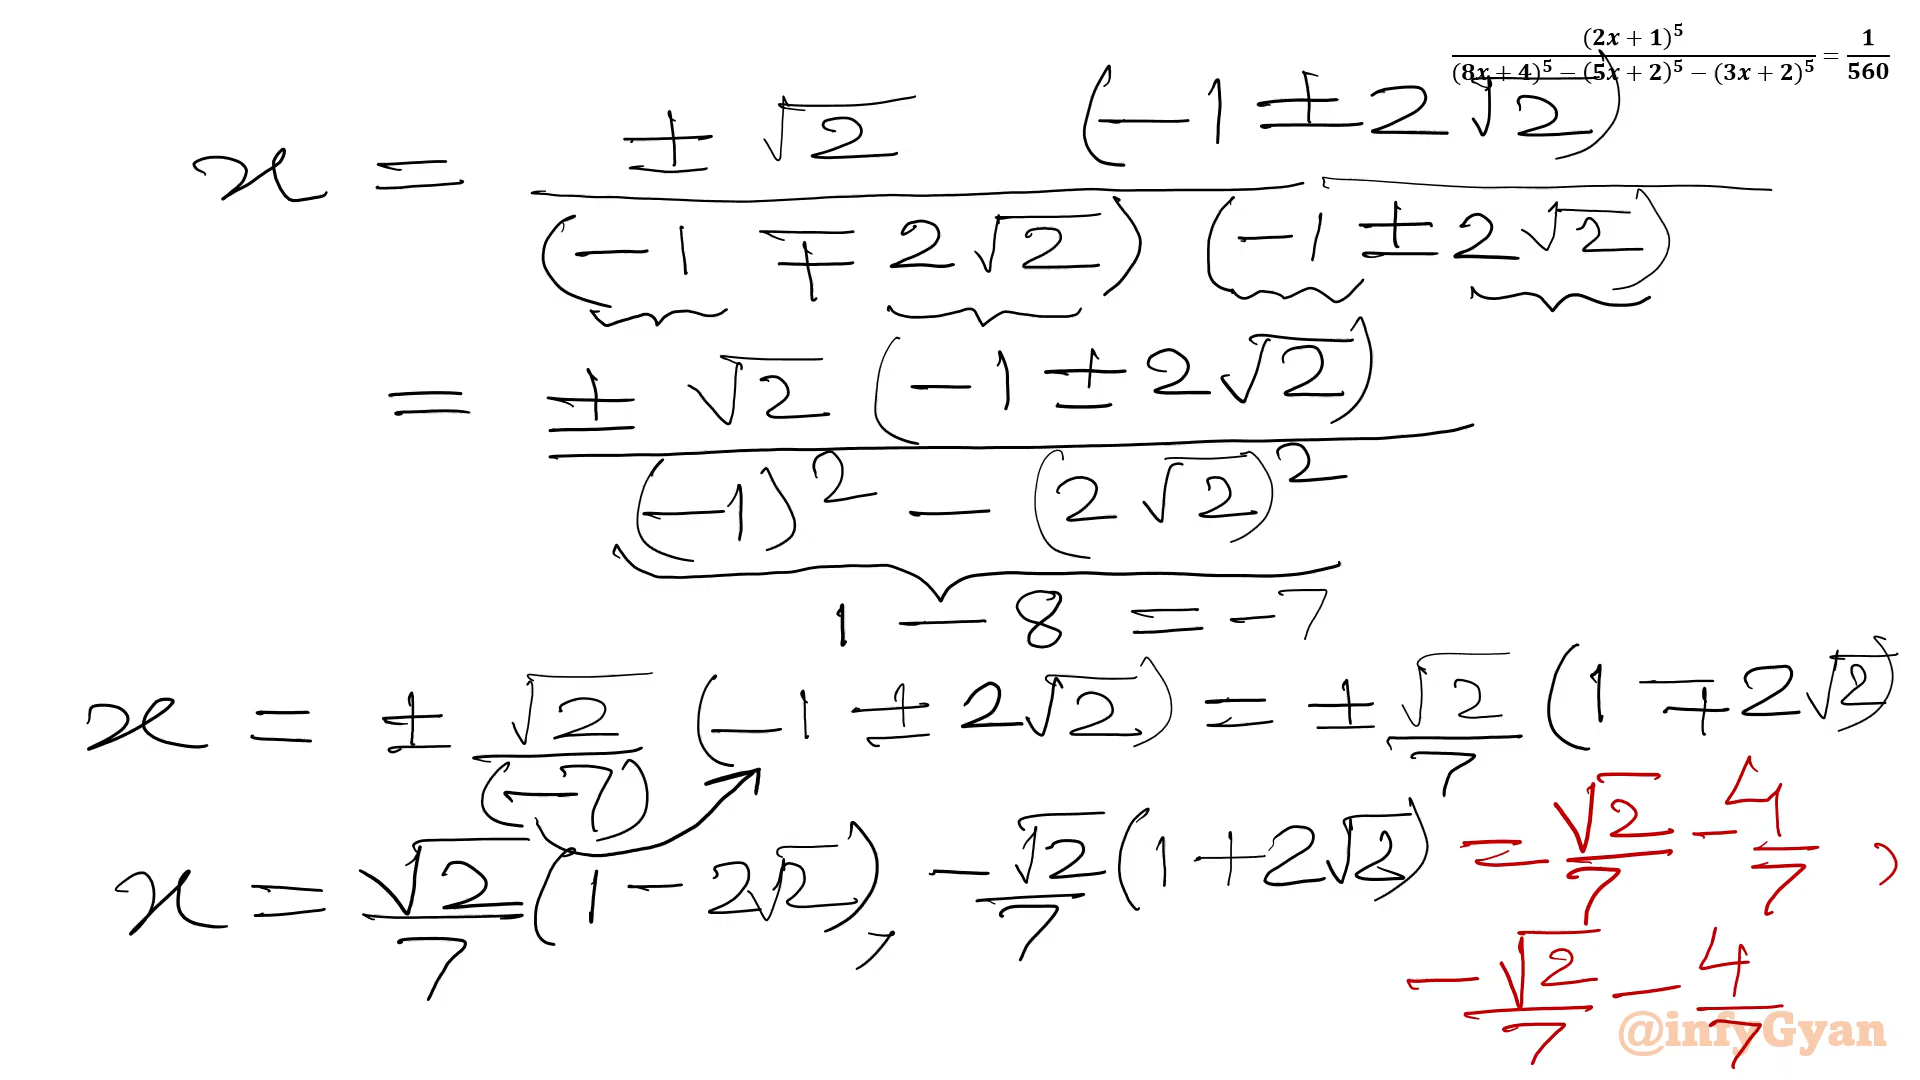 (2x + 1)^5 / ((8x + 4)^5 − (5x + 2)^5 − (3x + 2)^5) = 1/560
x = (± √2 (−1 ± 2√2)) / ((−1 ∓ 2√2) (−1 ± 2√2))
= (± √2 (−1 ± 2√2)) / ((−1)^2 − (2√2)^2)
1 − 8 = −7
x = ± √2/(−7) (−1 ± 2√2) = ± √2/7 (1 ∓ 2√2)
x = √2/7 (1 − 2√2), − √2/7 (1 + 2√2) = √2/7 − 4/7 ,
− √2/7 − 4/7
@infyGyan